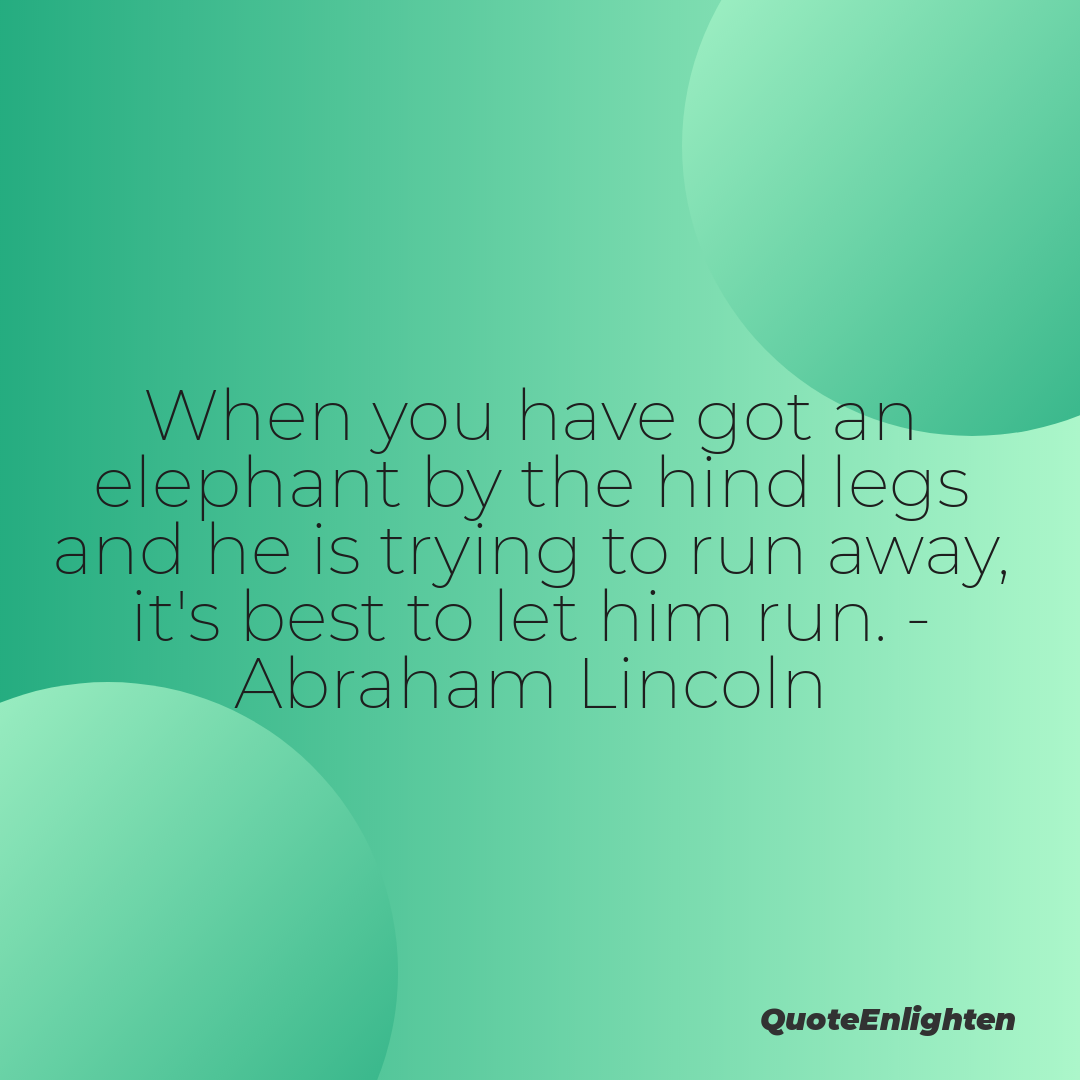 When you have got an
elephant by the hind legs
and he is trying to run away,
it's best to let him run. -
Abraham Lincoln
QuoteEnlighten